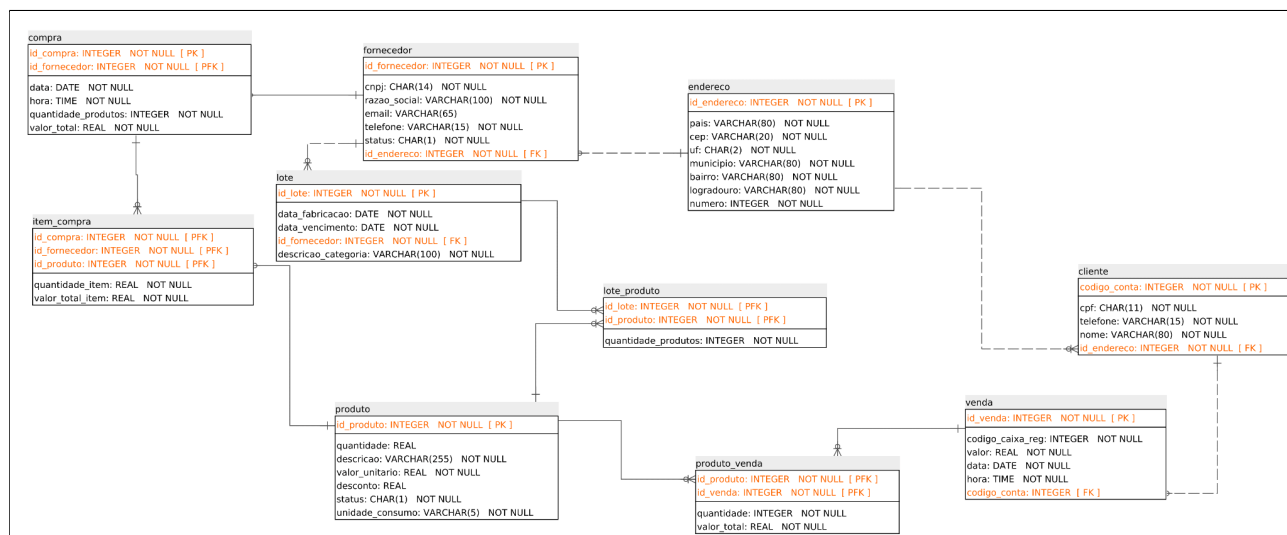 compra
id_compra: INTEGER NOT NULL [ PK ]
id_fornecedor: INTEGER NOT NULL [ PFK ]
data: DATE NOT NULL
hora: TIME NOT NULL
quantidade_produtos: INTEGER NOT NULL
valor_total: REAL NOT NULL
fornecedor
id_fornecedor: INTEGER NOT NULL [ PK ]
cnpj: CHAR(14) NOT NULL
razao_social: VARCHAR(100) NOT NULL
email: VARCHAR(65)
telefone: VARCHAR(15) NOT NULL
status: CHAR(1) NOT NULL
id_endereco: INTEGER NOT NULL [ FK ]
endereco
id_endereco: INTEGER NOT NULL [ PK ]
pais: VARCHAR(80) NOT NULL
cep: VARCHAR(20) NOT NULL
uf: CHAR(2) NOT NULL
municipio: VARCHAR(80) NOT NULL
bairro: VARCHAR(80) NOT NULL
logradouro: VARCHAR(80) NOT NULL
numero: INTEGER NOT NULL
lote
id_lote: INTEGER NOT NULL [ PK ]
data_fabricacao: DATE NOT NULL
data_vencimento: DATE NOT NULL
id_fornecedor: INTEGER NOT NULL [ FK ]
descricao_categoria: VARCHAR(100) NOT NULL
item_compra
id_compra: INTEGER NOT NULL [ PFK ]
id_fornecedor: INTEGER NOT NULL [ PFK ]
id_produto: INTEGER NOT NULL [ PFK ]
quantidade_item: REAL NOT NULL
valor_total_item: REAL NOT NULL
lote_produto
id_lote: INTEGER NOT NULL [ PFK ]
id_produto: INTEGER NOT NULL [ PFK ]
quantidade_produtos: INTEGER NOT NULL
cliente
codigo_conta: INTEGER NOT NULL [ PK ]
cpf: CHAR(11) NOT NULL
telefone: VARCHAR(15) NOT NULL
nome: VARCHAR(80) NOT NULL
id_endereco: INTEGER NOT NULL [ FK ]
produto
id_produto: INTEGER NOT NULL [ PK ]
quantidade: REAL
descricao: VARCHAR(255) NOT NULL
valor_unitario: REAL NOT NULL
desconto: REAL
status: CHAR(1) NOT NULL
unidade_consumo: VARCHAR(5) NOT NULL
produto_venda
id_produto: INTEGER NOT NULL [ PFK ]
id_venda: INTEGER NOT NULL [ PFK ]
quantidade: INTEGER NOT NULL
valor_total: REAL NOT NULL
venda
id_venda: INTEGER NOT NULL [ PK ]
codigo_caixa_reg: INTEGER NOT NULL
valor: REAL NOT NULL
data: DATE NOT NULL
hora: TIME NOT NULL
codigo_conta: INTEGER [ FK ]